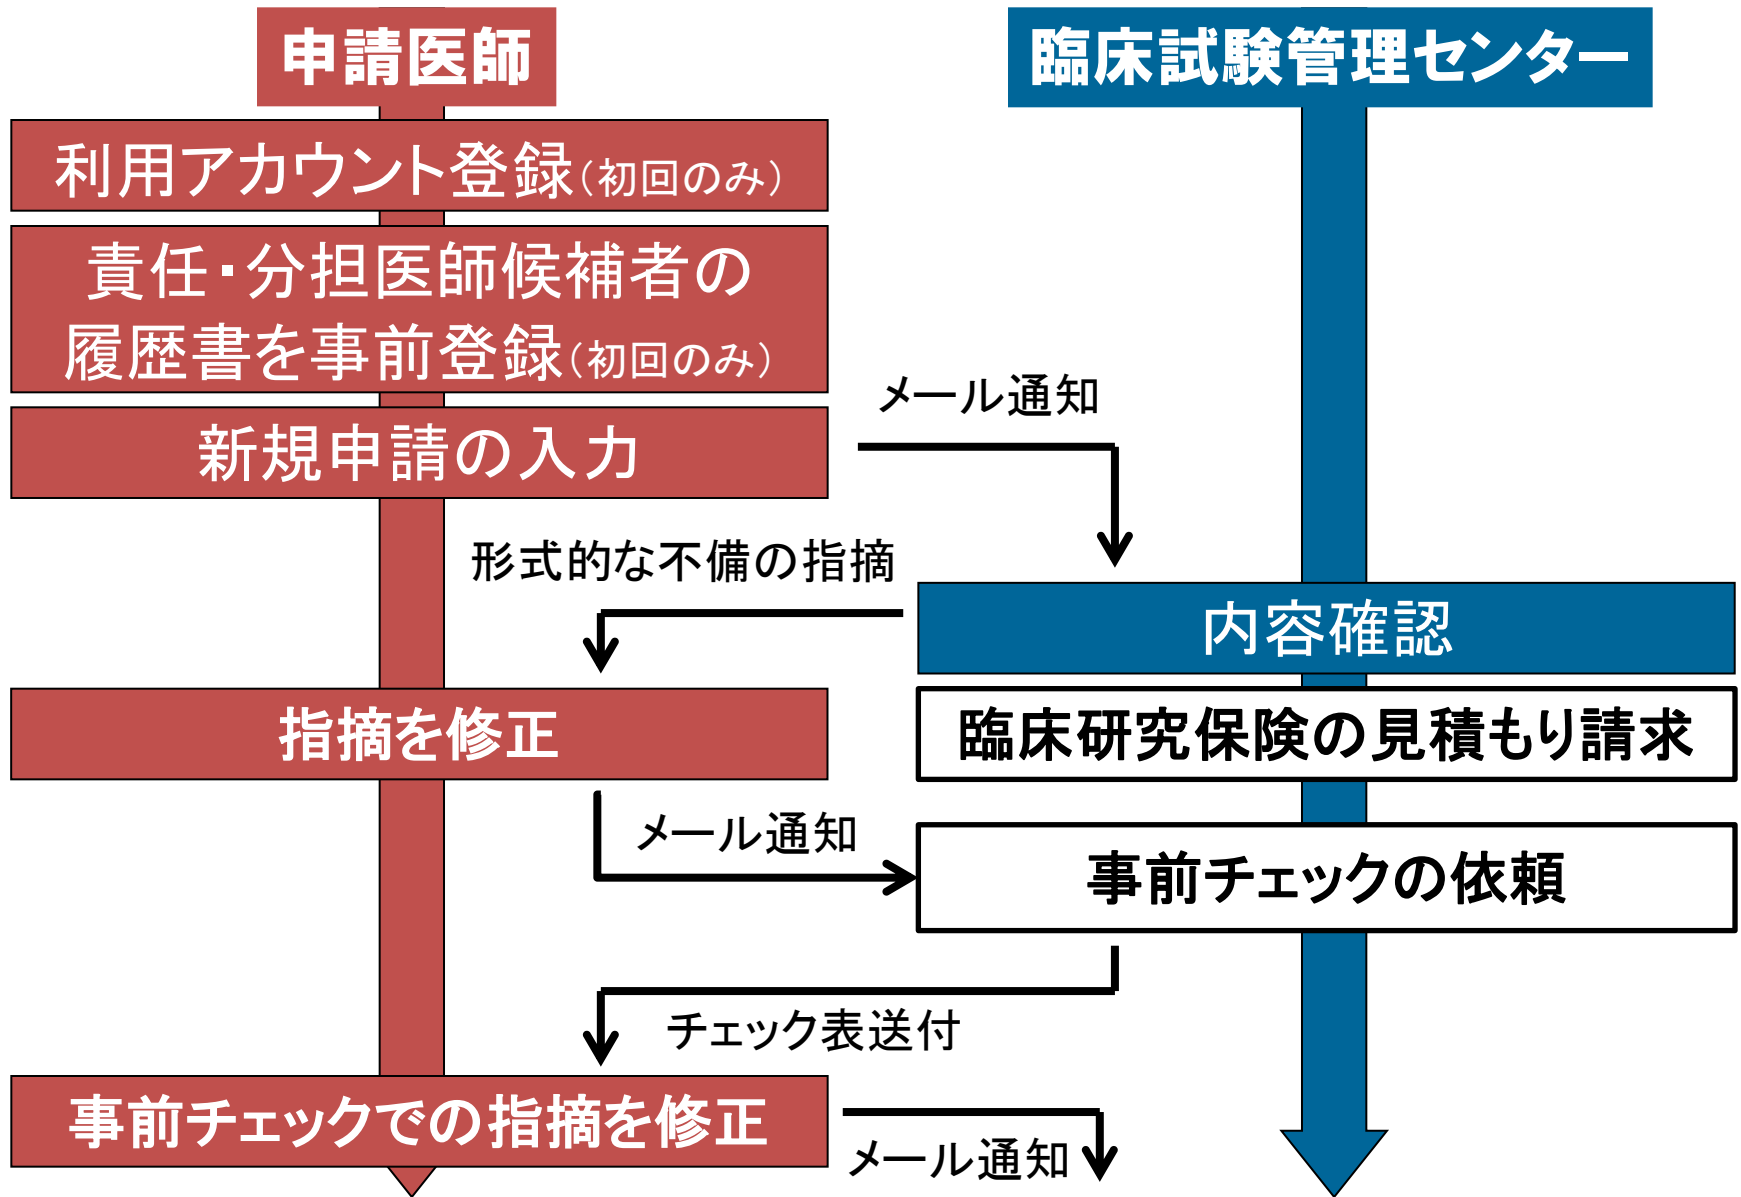 申請医師
臨床試験管理センター
利用アカウント登録(初回のみ)
責任・分担医師候補者の
履歴書を事前登録(初回のみ)
メール通知
新規申請の入力
形式的な不備の指摘
内容確認
指摘を修正
臨床研究保険の見積もり請求
メール通知
事前チェックの依頼
チェック表送付
事前チェックでの指摘を修正
メール通知